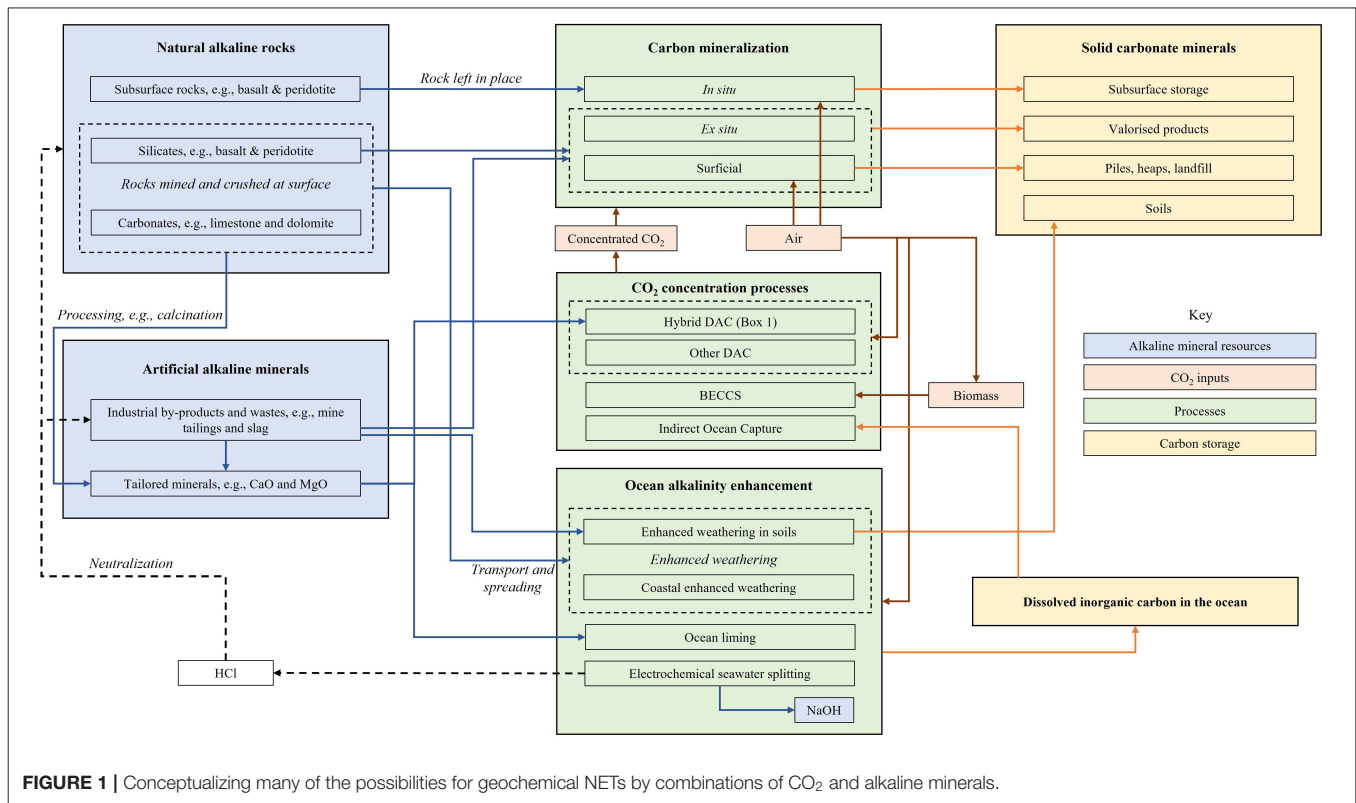 Natural alkaline rocks
Subsurface rocks, e.g., basalt & peridotite
Silicates, e.g., basalt & peridotite
Rocks mined and crushed at surface
Carbonates, e.g., limestone and dolomite
Rock left in place
Processing, e.g., calcination
Artificial alkaline minerals
Industrial by-products and wastes, e.g., mine
tailings and slag
Tailored minerals, e.g., CaO and MgO
Neutralization
HCl
Transport and
spreading
Carbon mineralization
In situ
Ex situ
Surficial
Concentrated CO₂
Air
CO₂ concentration processes
Hybrid DAC (Box 1)
Other DAC
BECCS
Indirect Ocean Capture
Biomass
Ocean alkalinity enhancement
Enhanced weathering in soils
Enhanced weathering
Coastal enhanced weathering
Ocean liming
Electrochemical seawater splitting
NaOH
Solid carbonate minerals
Subsurface storage
Valorised products
Piles, heaps, landfill
Soils
Key
Alkaline mineral resources
CO₂ inputs
Processes
Carbon storage
Dissolved inorganic carbon in the ocean
FIGURE 1 | Conceptualizing many of the possibilities for geochemical NETs by combinations of CO₂ and alkaline minerals.